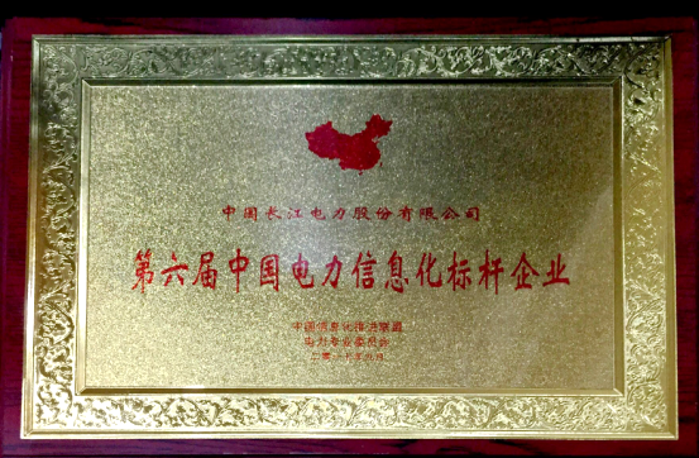 中国长江电力股份有限公司
第六届中国电力信息化标杆企业
中国信息化推进联盟
电力专业委员会